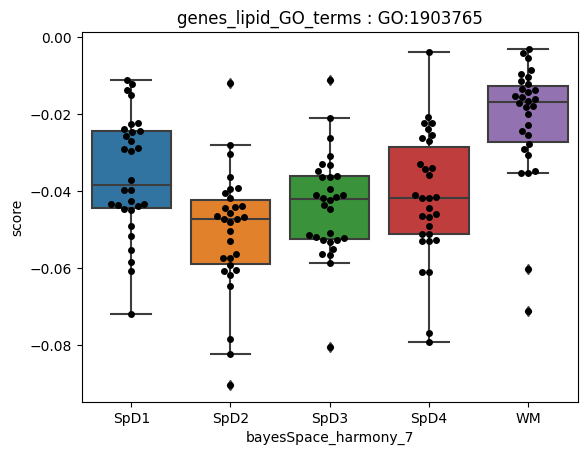 genes_lipid_GO_terms : GO:1903765
0.00
−0.02
−0.04
−0.06
−0.08
score
SpD1 SpD2 SpD3 SpD4 WM
bayesSpace_harmony_7